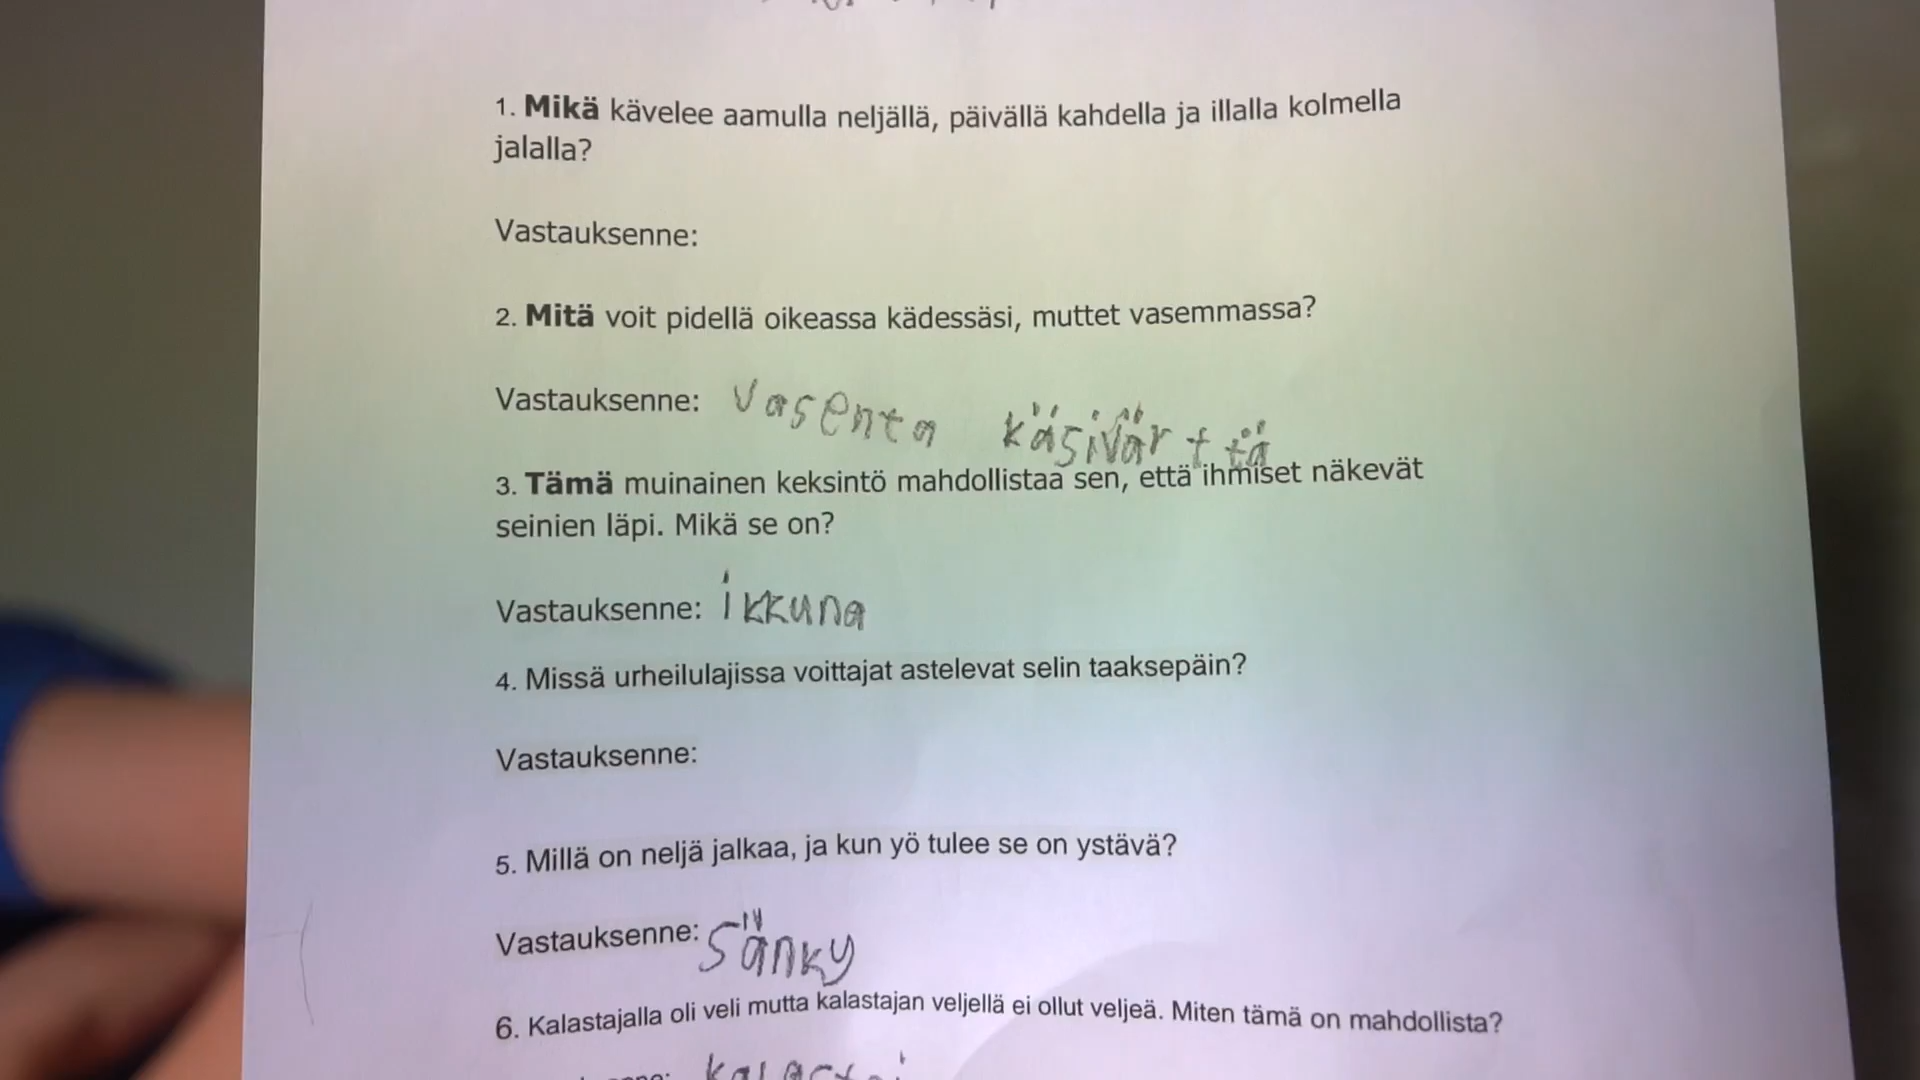 1. Mikä kävelee aamulla neljällä, päivällä kahdella ja illalla kolmella
jalalla?
Vastauksenne:
2. Mitä voit pidellä oikeassa kädessäsi, muttet vasemmassa?
Vastauksenne: vasenta käsivarttä
3. Tämä muinainen keksintö mahdollistaa sen, että ihmiset näkevät
seinien läpi. Mikä se on?
Vastauksenne: ikkuna
4. Missä urheilulajissa voittajat astelevat selin taaksepäin?
Vastauksenne:
5. Millä on neljä jalkaa, ja kun yö tulee se on ystävä?
Vastauksenne: Sänky
6. Kalastajalla oli veli mutta kalastajan veljellä ei ollut veljeä. Miten tämä on mahdollista?